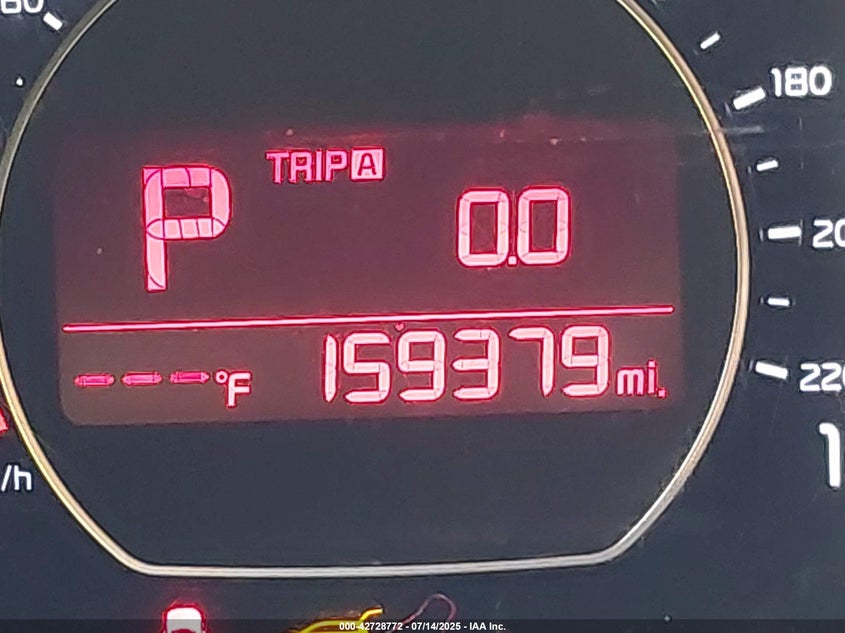 180
TRIP A
P
0.0
20
---°F 159379 mi.
220
/h
000-42728772 - 07/14/2025 - IAA Inc.